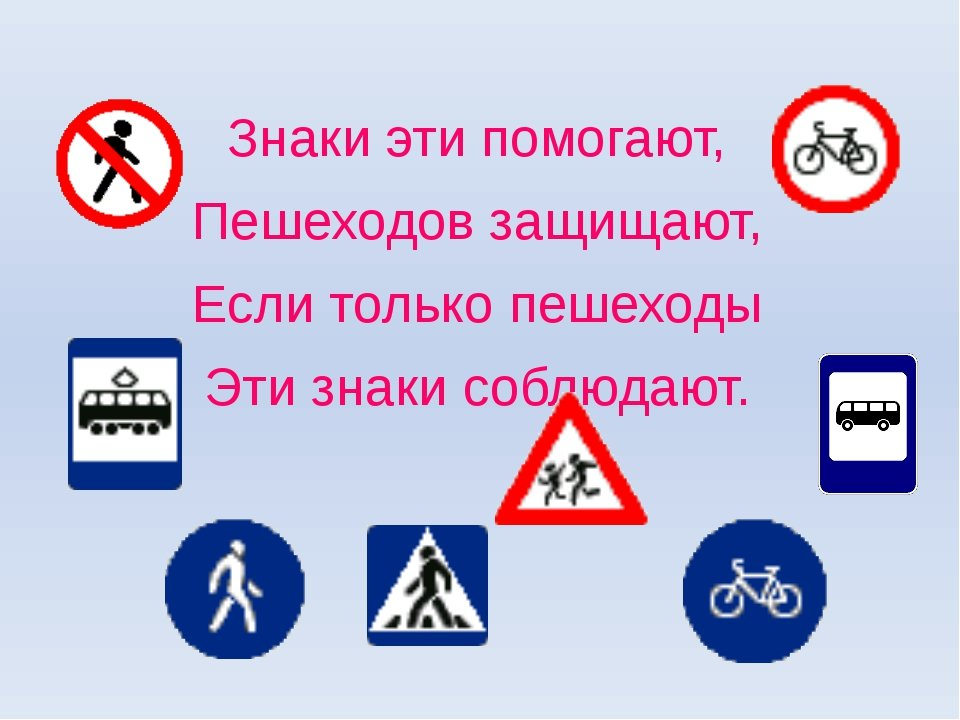 Знаки эти помогают,
Пешеходов защищают,
Если только пешеходы
Эти знаки соблюдают.